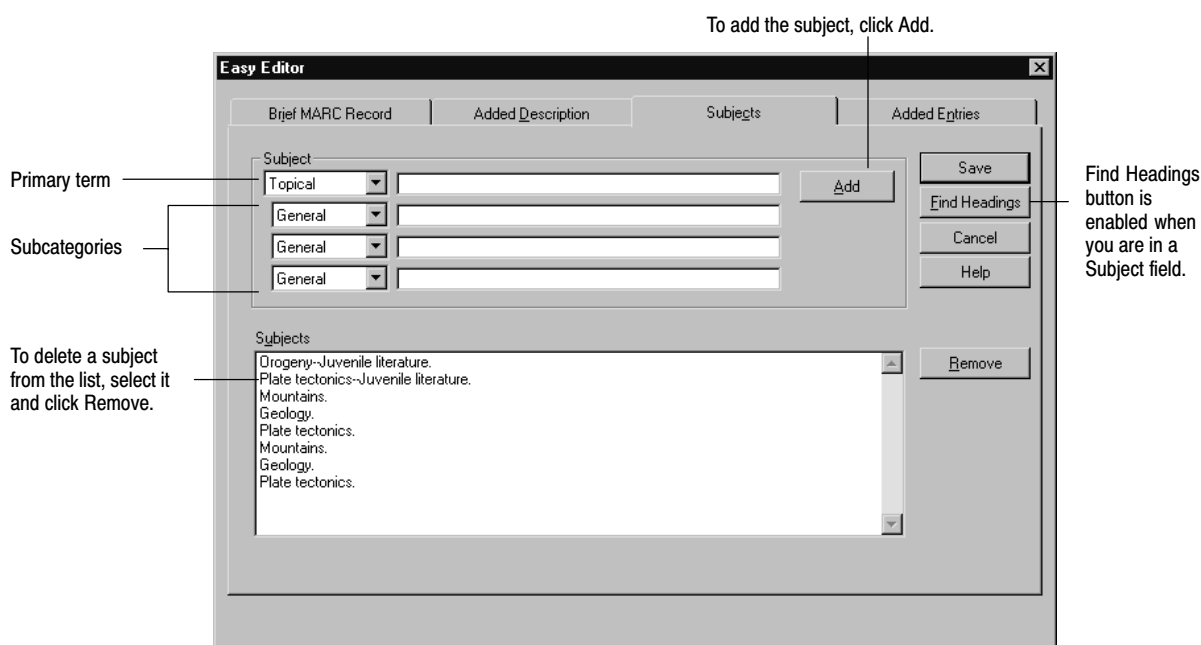 To add the subject, click Add.
Easy Editor
Brief MARC Record
Added Description
Subjects
Added Entries
Subject
Primary term
Topical
Add
Save
Find Headings
Cancel
Help
Subcategories
General
General
General
Find Headings
button is
enabled when
you are in a
Subject field.
Subjects
To delete a subject
from the list, select it
and click Remove.
Orogeny--Juvenile literature.
Plate tectonics--Juvenile literature.
Mountains.
Geology.
Plate tectonics.
Mountains.
Geology.
Plate tectonics.
Remove